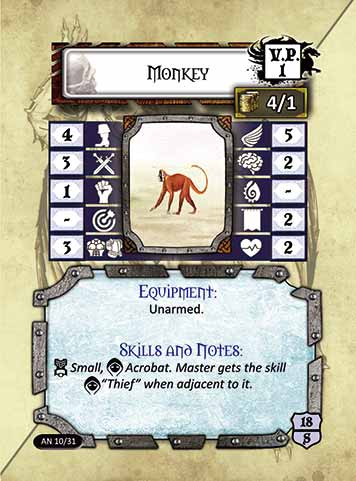 Monkey
V.P.
1
4/1
4 5
3 2
1 -
- 2
3 2
Equipment:
Unarmed.
Skills and Notes:
Small, Acrobat. Master gets the skill
"Thief" when adjacent to it.
AN 10/31
18
S